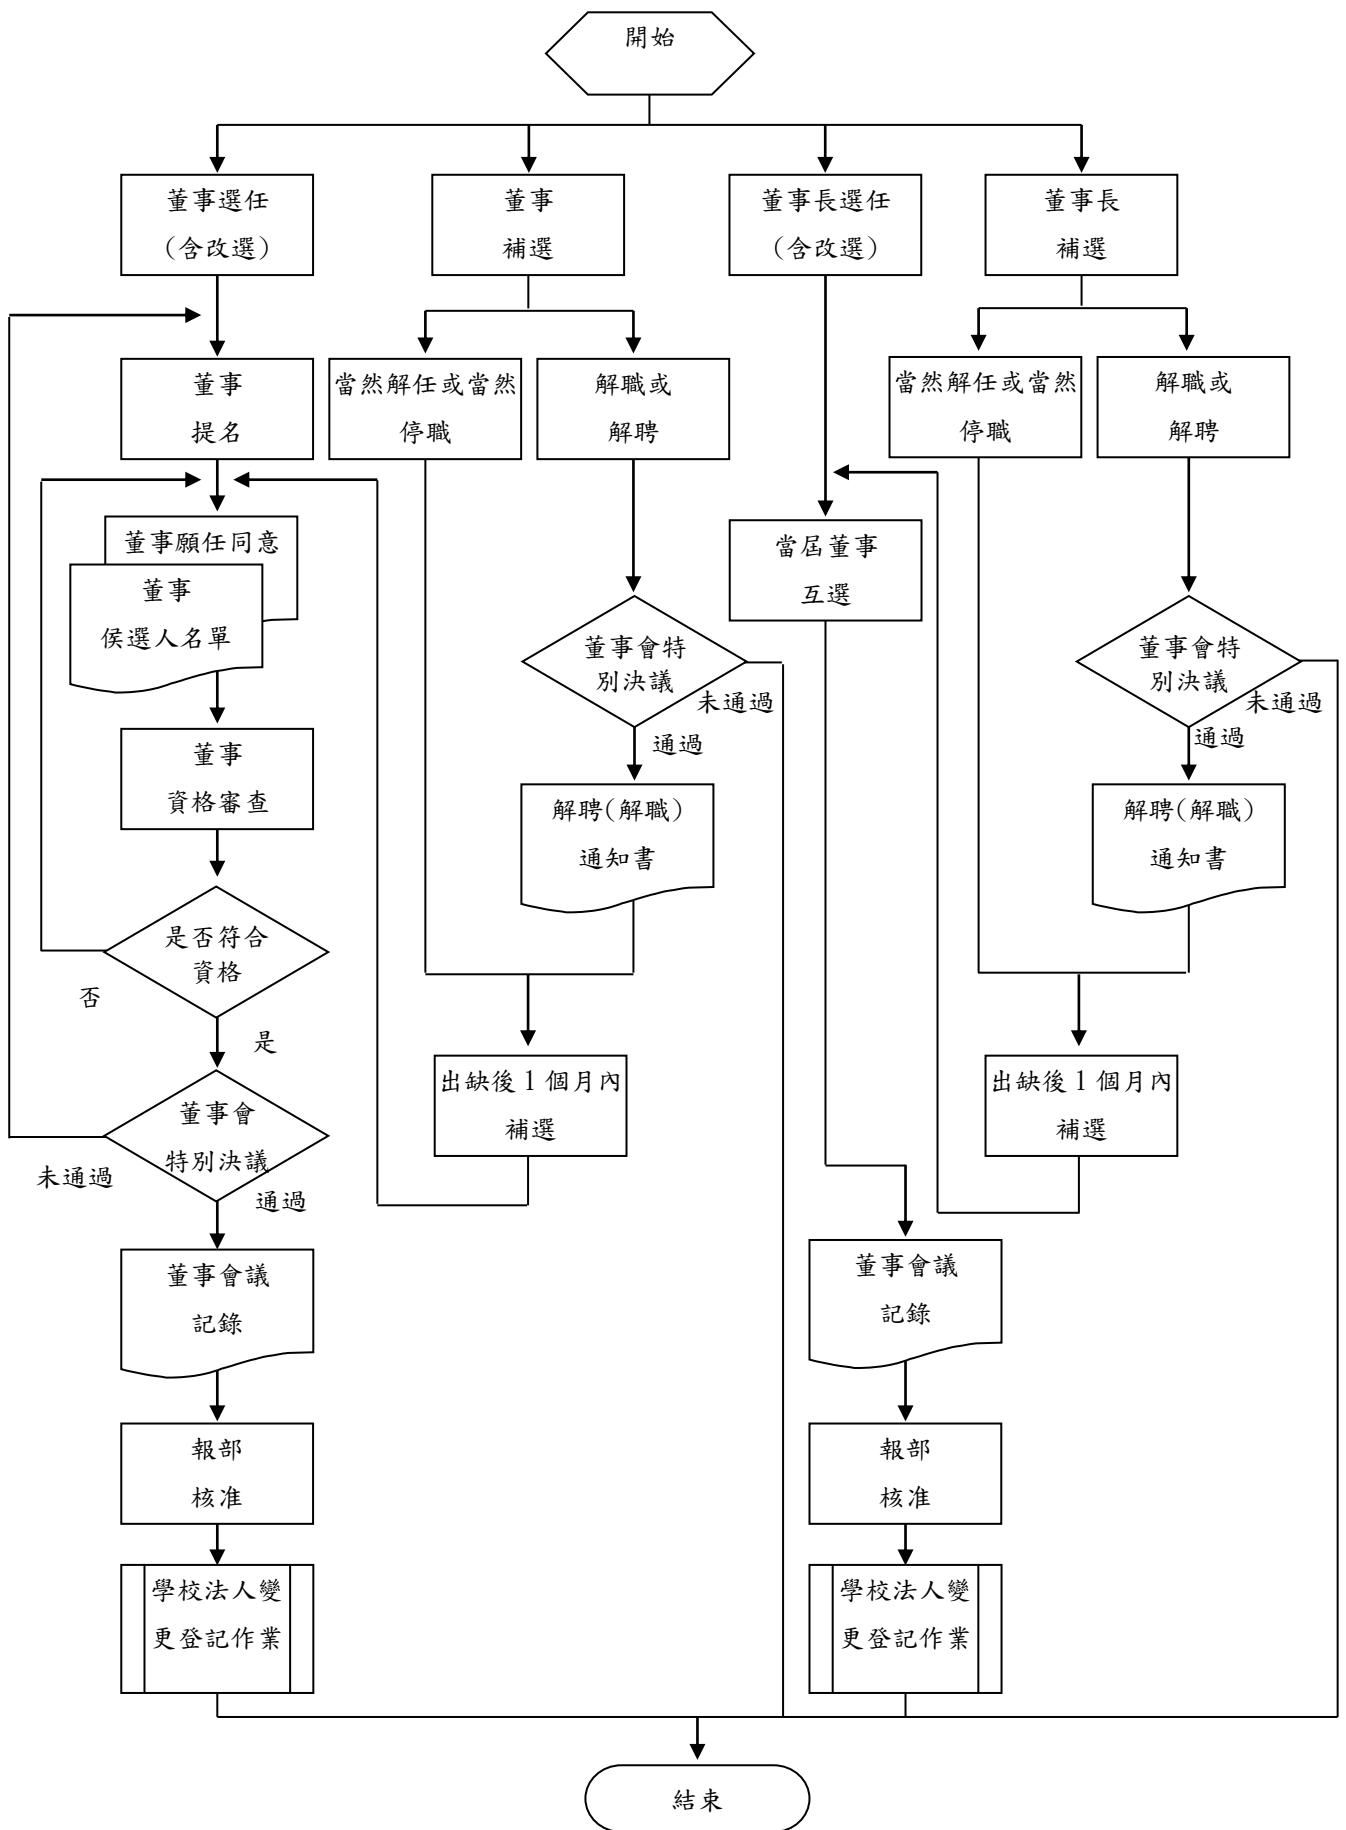 開始
董事選任
(含改選)
董事
補選
董事長選任
(含改選)
董事長
補選
董事
提名
當然解任或當然
停職
解職或
解聘
當然解任或當然
停職
解職或
解聘
董事願任同意
董事
侯選人名單
當屆董事
互選
董事會特
別決議
未通過
通過
董事會特
別決議
未通過
通過
董事
資格審查
解聘(解職)
通知書
解聘(解職)
通知書
是否符合
資格
否
是
出缺後1個月內
補選
出缺後1個月內
補選
董事會
特別決議
未通過
通過
董事會議
記錄
董事會議
記錄
報部
核准
報部
核准
學校法人變
更登記作業
學校法人變
更登記作業
結束